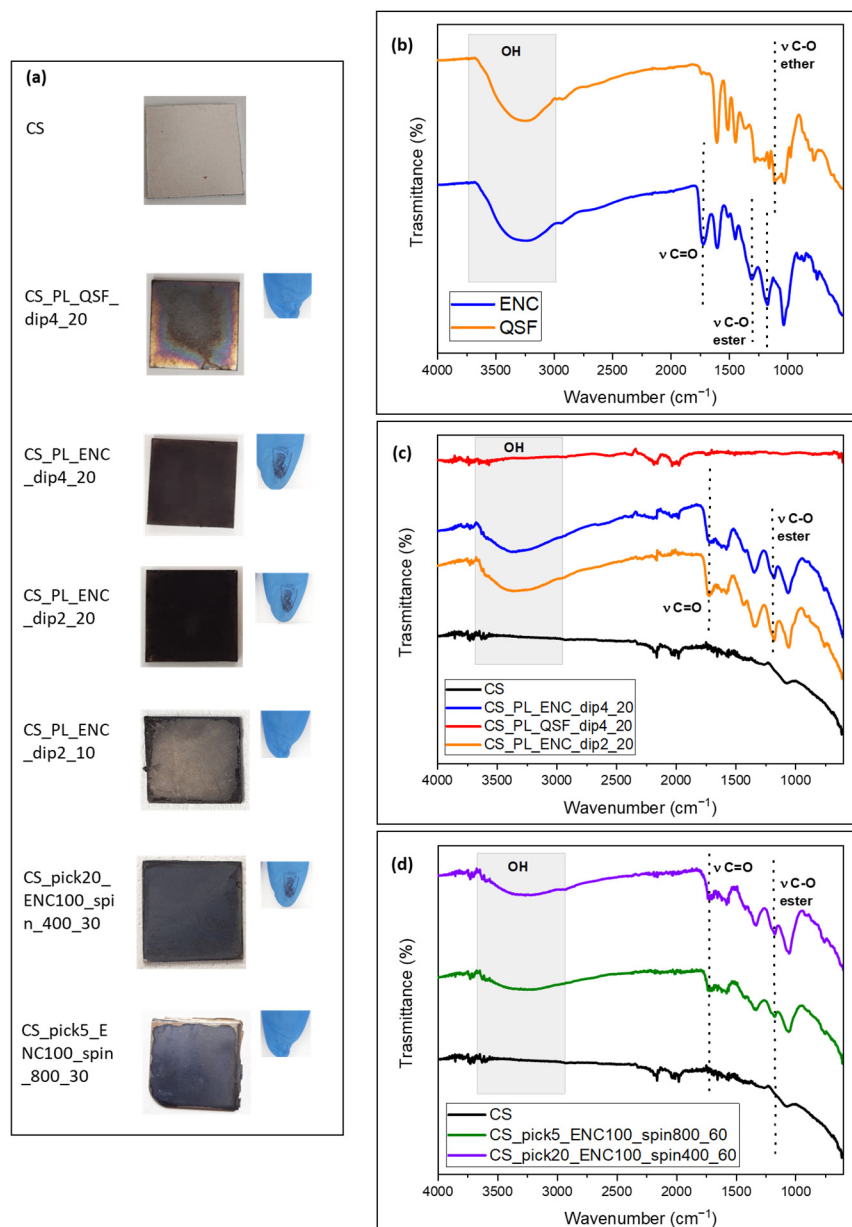 (a)
CS
CS_PL_QSF_
dip4_20
CS_PL_ENC
_dip4_20
CS_PL_ENC
_dip2_20
CS_PL_ENC
_dip2_10
CS_pick20_
ENC100_spi
n_400_30
CS_pick5_E
NC100_spin
_800_30
(b)
OH
ν C-O
ether
ν C=O
ν C-O
ester
ENC
QSF
Trasmittance (%)
4000 3500 3000 2500 2000 1500 1000
Wavenumber (cm⁻¹)
(c)
OH
ν C-O
ester
ν C=O
CS
CS_PL_ENC_dip4_20
CS_PL_QSF_dip4_20
CS_PL_ENC_dip2_20
Trasmittance (%)
4000 3500 3000 2500 2000 1500 1000
Wavenumber (cm⁻¹)
(d)
OH
ν C=O
ν C-O
ester
CS
CS_pick5_ENC100_spin800_60
CS_pick20_ENC100_spin400_60
Trasmittance (%)
4000 3500 3000 2500 2000 1500 1000
Wavenumber (cm⁻¹)